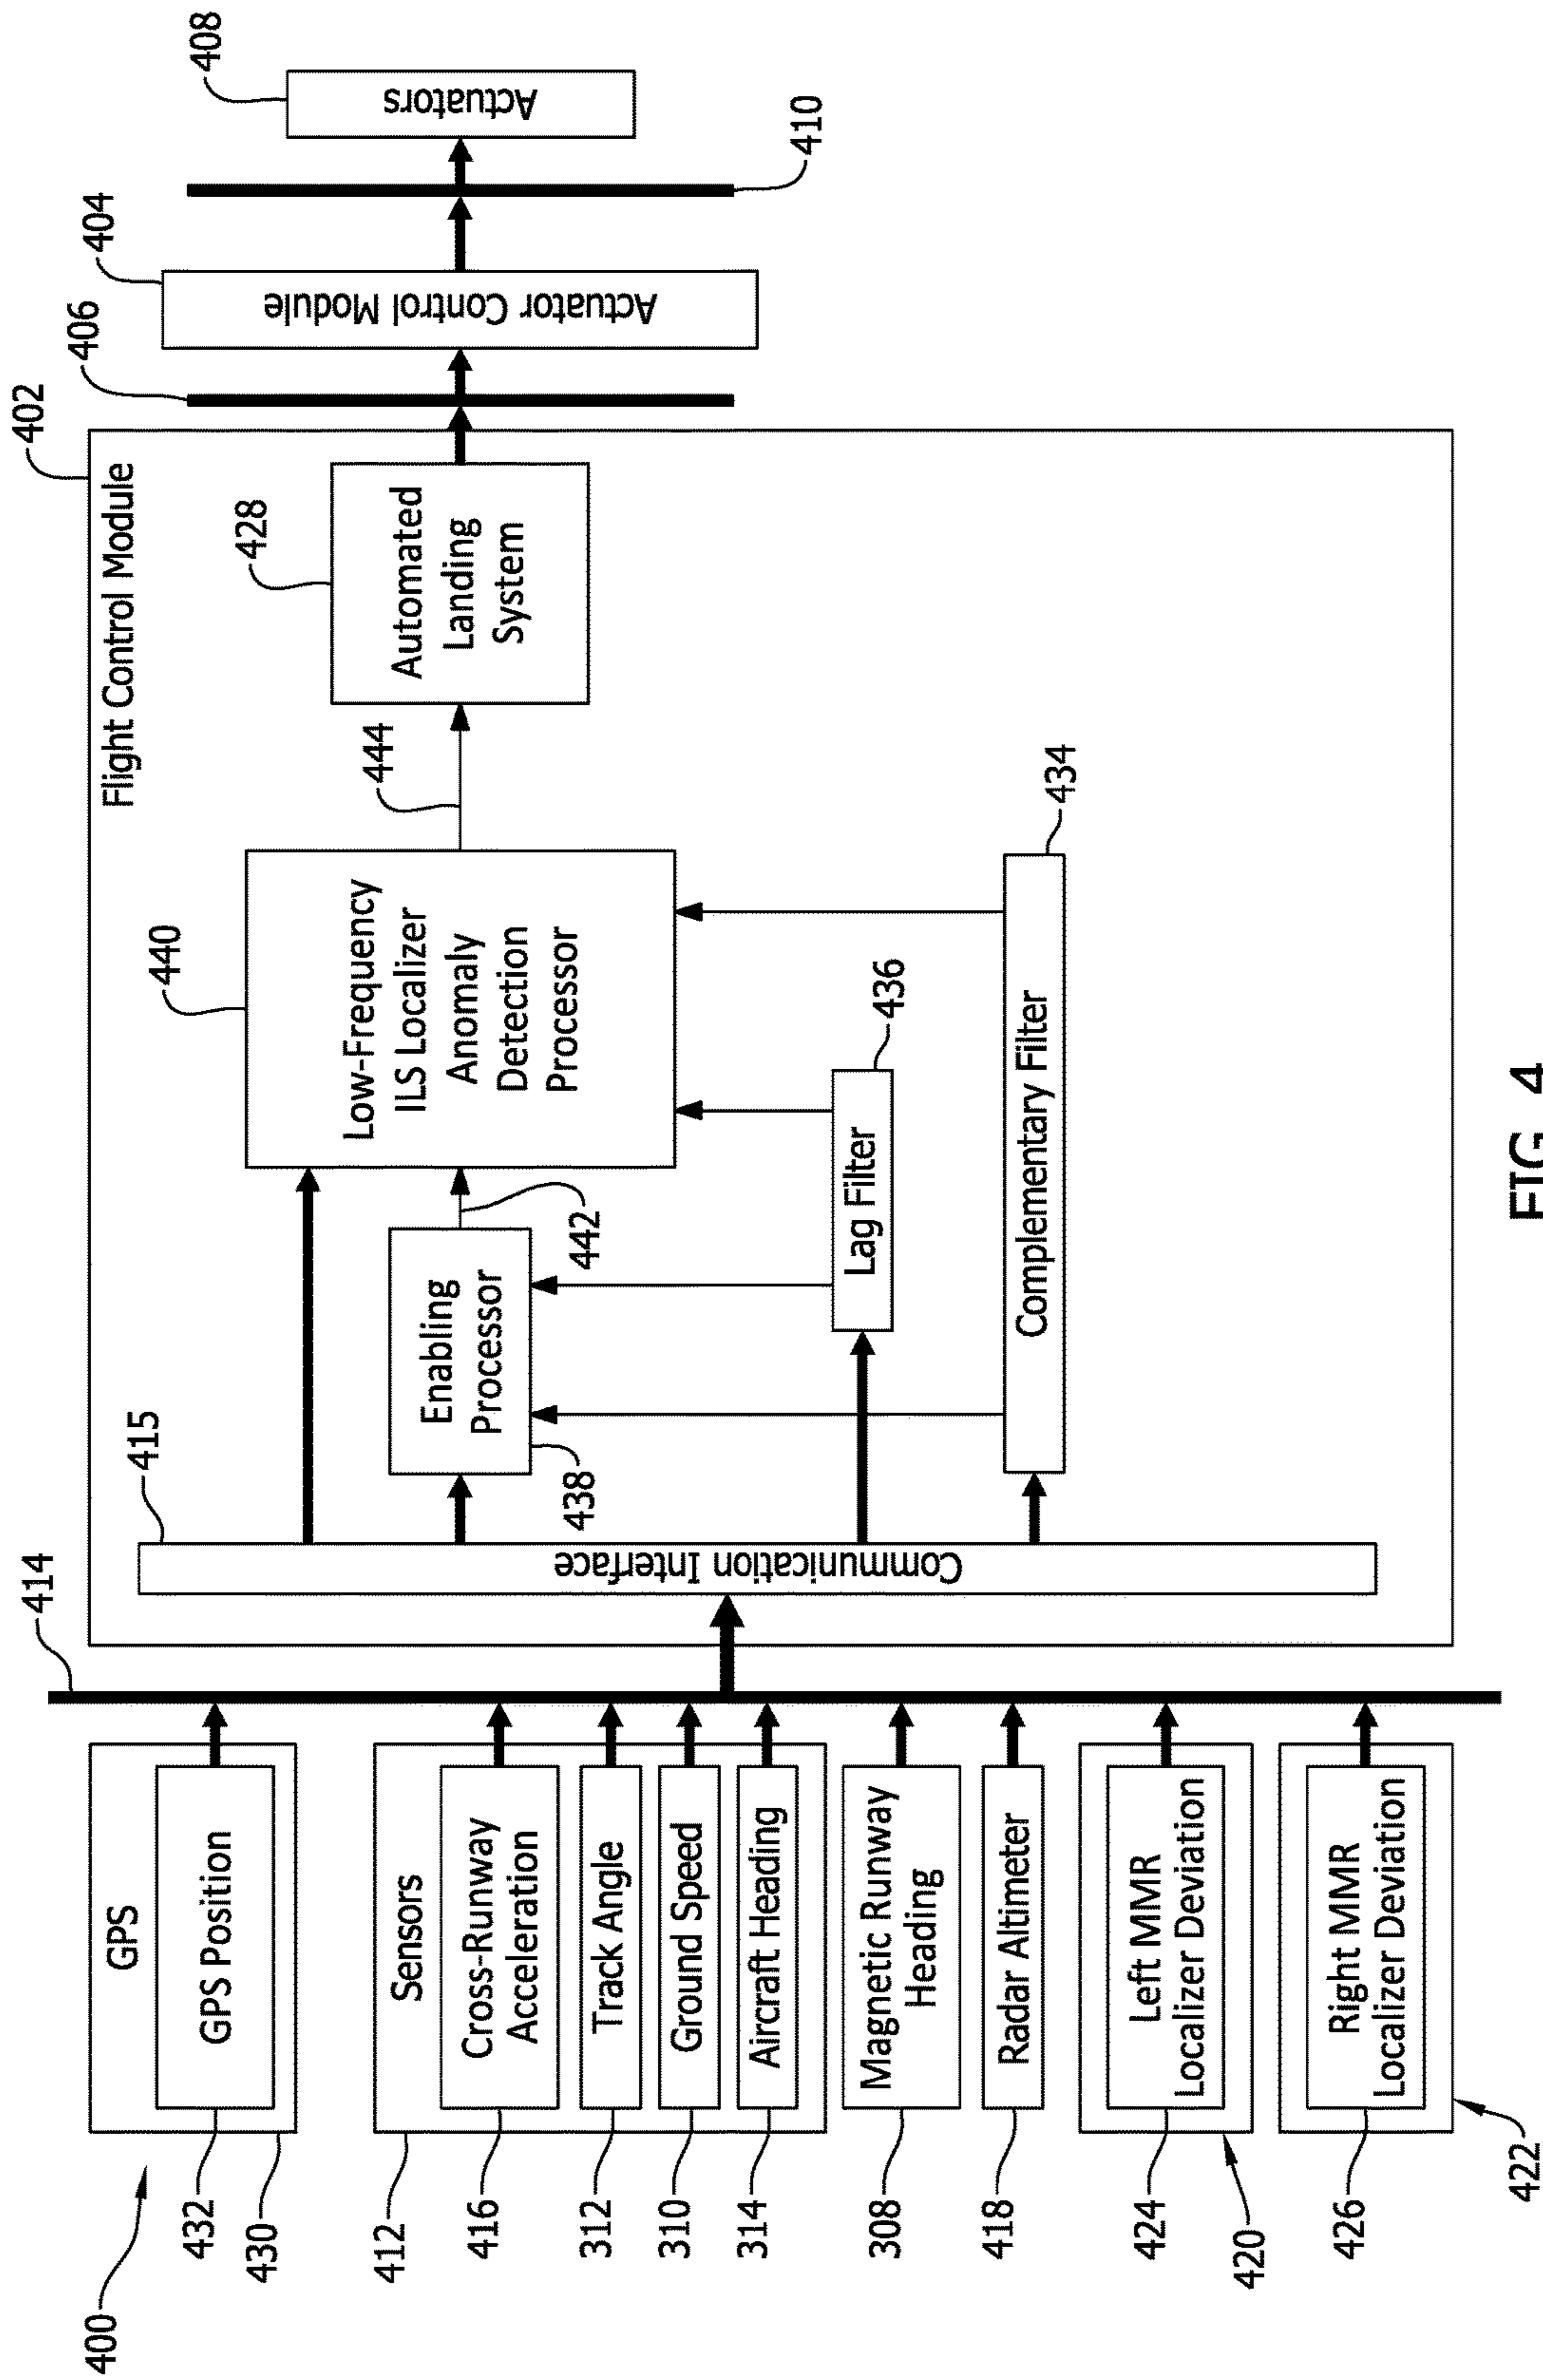 400
GPS
GPS Position
432
430
Sensors
Cross-Runway
Acceleration
Track Angle
Ground Speed
Aircraft Heading
412
416
312
310
314
Magnetic Runway
Heading
308
Radar Altimeter
418
Left MMR
Localizer Deviation
424
420
Right MMR
Localizer Deviation
426
422
414
402
Flight Control Module
415
Communication Interface
Enabling
Processor
438
442
Low-Frequency
ILS Localizer
Anomaly
Detection
Processor
440
444
Lag Filter
436
Complementary Filter
434
Automated
Landing
System
428
406
Actuator Control Module
404
410
Actuators
408
FIG. 4